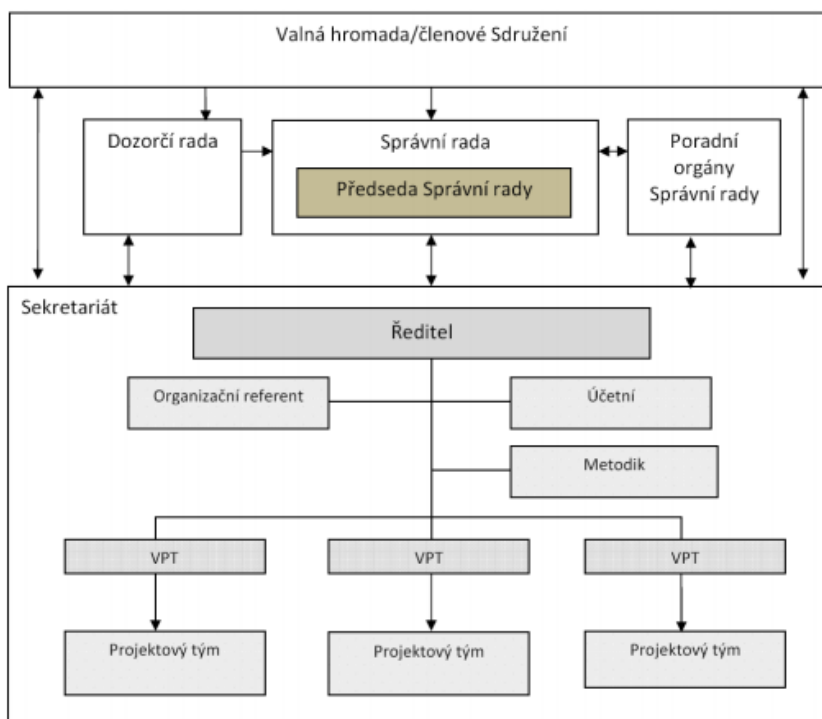 Valná hromada/členové Sdružení
Dozorčí rada
Správní rada
Předseda Správní rady
Poradní
orgány
Správní rady
Sekretariát
Ředitel
Organizační referent
Účetní
Metodik
VPT
VPT
VPT
Projektový tým
Projektový tým
Projektový tým